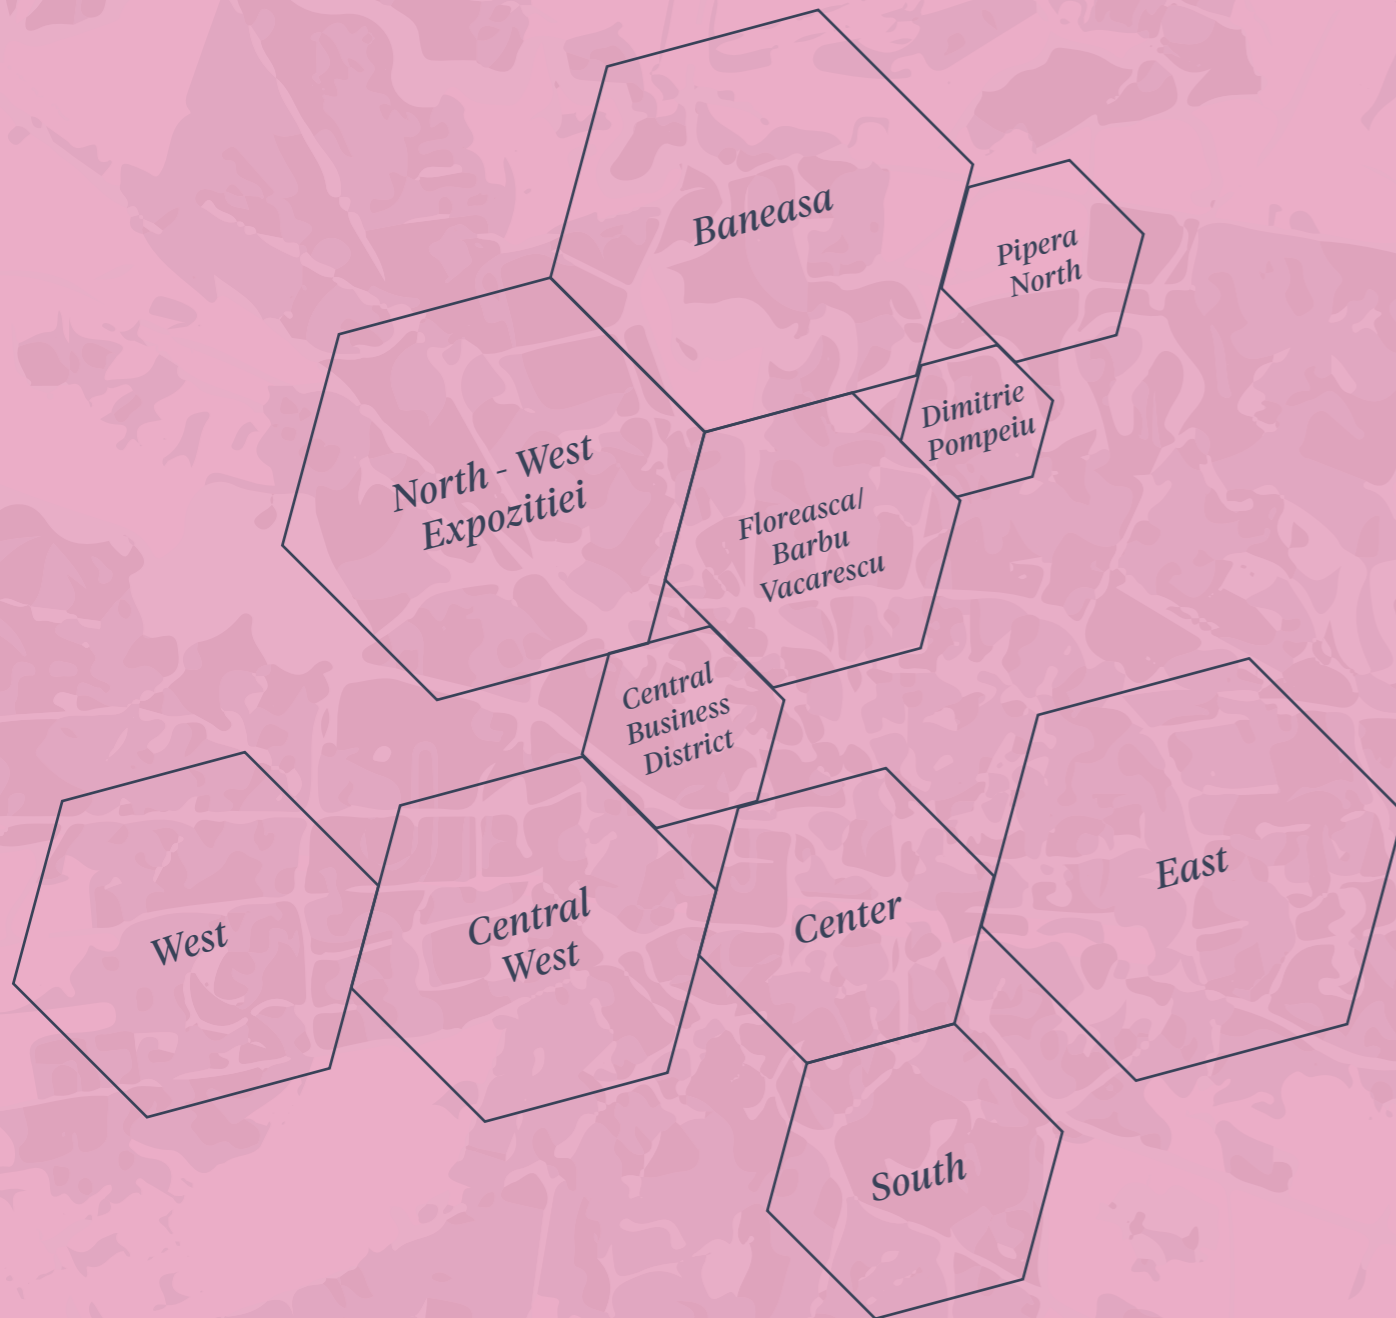 Baneasa
Pipera
North
Dimitrie
Pompeiu
North - West
Expozitiei
Floreasca/
Barbu
Vacarescu
Central
Business
District
East
West
Central
West
Center
South